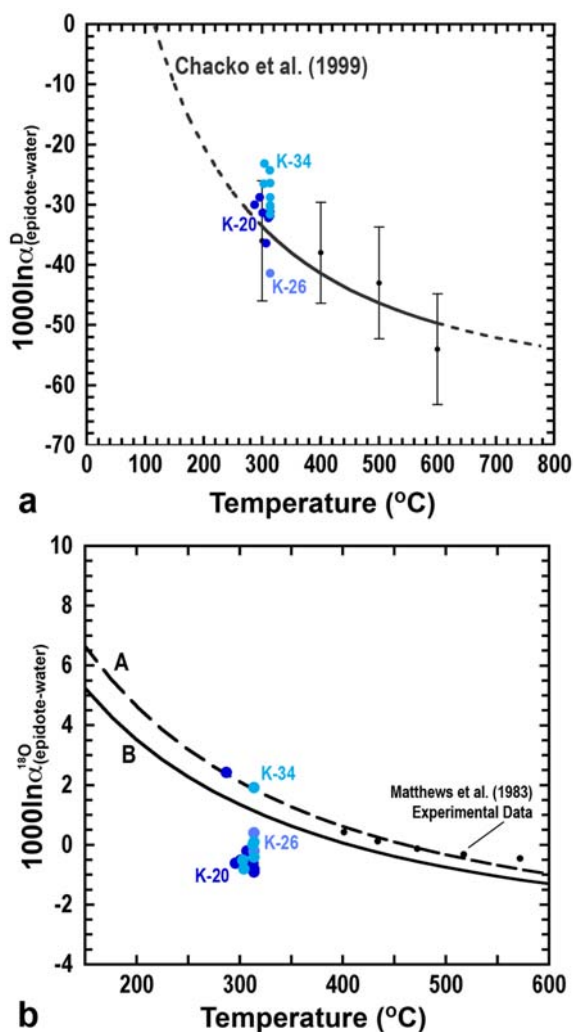 0
-10
-20
-30
-40
-50
-60
-70
1000lnα D (epidote-water)
Chacko et al. (1999)
K-34
K-20
K-26
0 100 200 300 400 500 600 700 800
Temperature (oC)
a
10
8
6
4
2
0
-2
-4
1000lnα 18O (epidote-water)
A
B
K-34
Matthews et al. (1983)
Experimental Data
K-26
K-20
200 300 400 500 600
Temperature (oC)
b